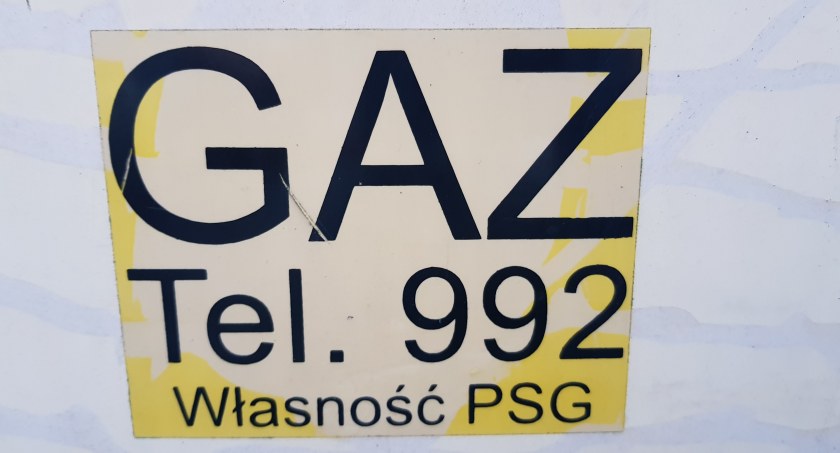 GAZ
Tel. 992
Własność PSG